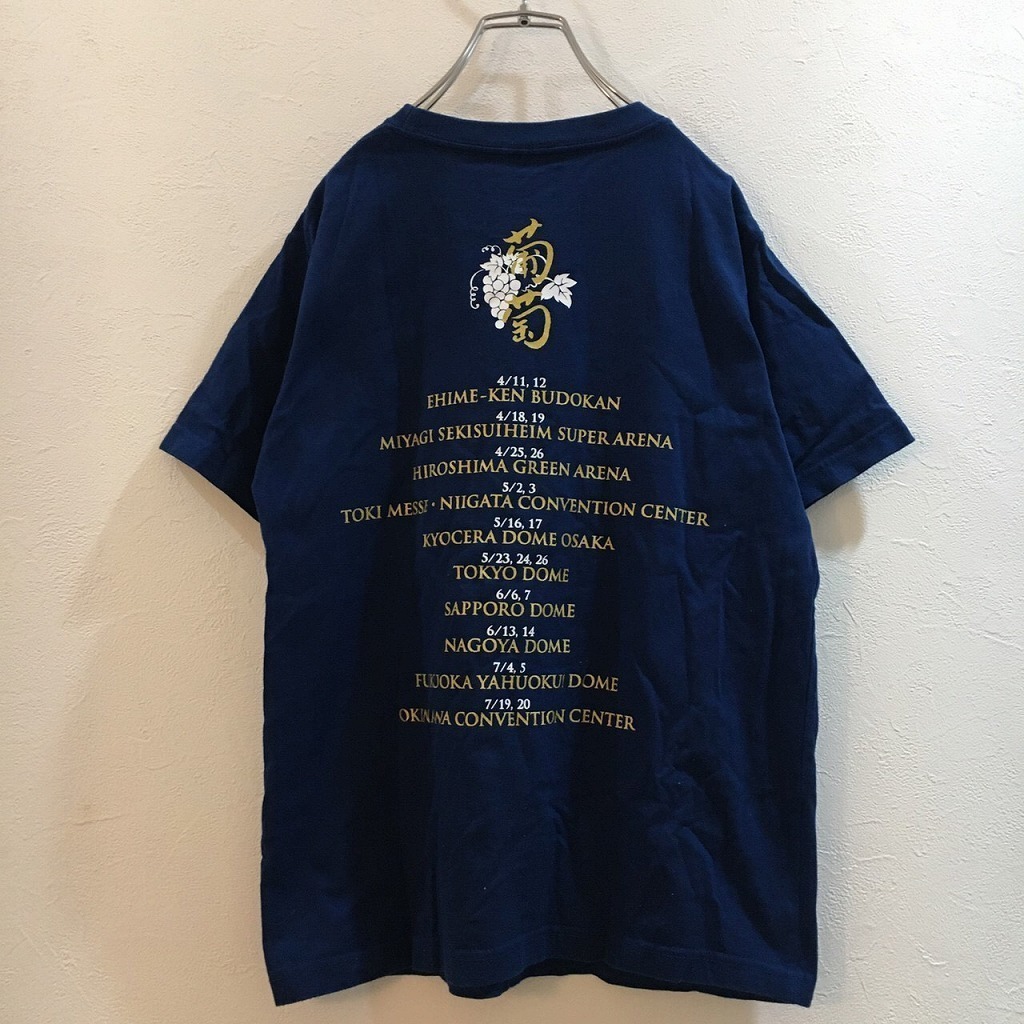 葡
萄
4/11, 12
EHIME-KEN BUDOKAN
4/18, 19
MIYAGI SEKISUIHEIM SUPER ARENA
4/25, 26
HIROSHIMA GREEN ARENA
5/2, 3
TOKI MESSE・NIIGATA CONVENTION CENTER
5/16, 17
KYOCERA DOME OSAKA
5/23, 24, 26
TOKYO DOME
6/6, 7
SAPPORO DOME
6/13, 14
NAGOYA DOME
7/4, 5
FUKUOKA YAHUOKU! DOME
7/19, 20
OKINAWA CONVENTION CENTER